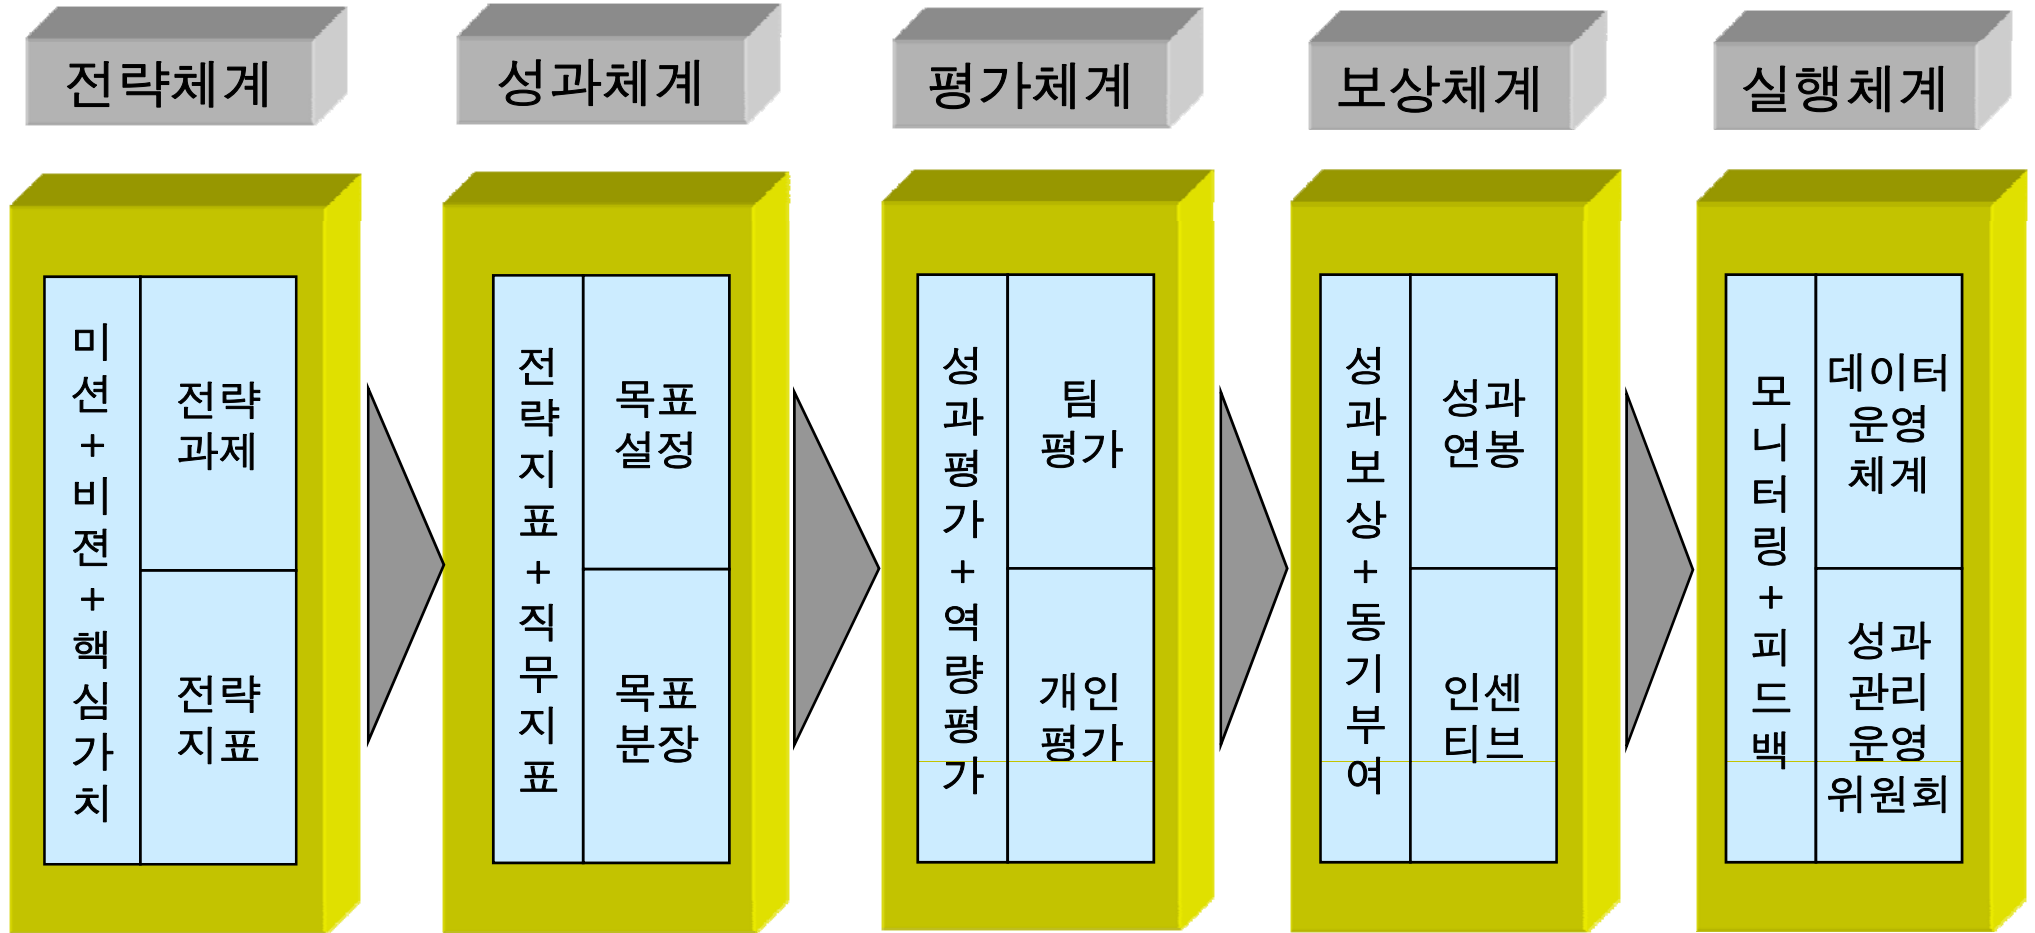 전략체계
성과체계
평가체계
보상체계
실행체계
미션+비젼+핵심가치
전략
과제
전략
지표
전략지표+직무지표
목표
설정
목표
분장
성과평가+역량평가
팀
평가
개인
평가
성과보상+동기부여
성과
연봉
인센
티브
모니터링+피드백
데이터
운영
체계
성과
관리
운영
위원회